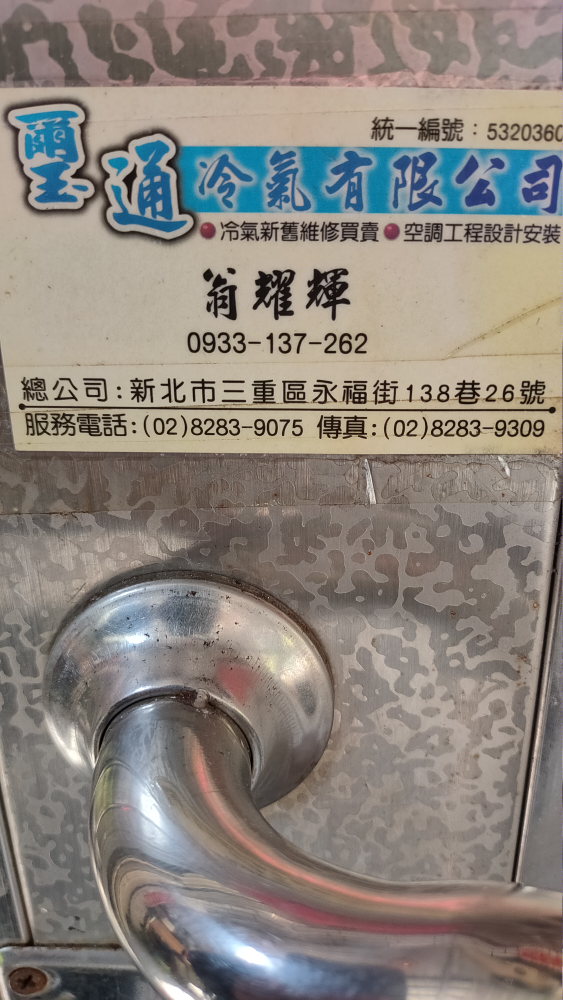 統一編號：5320360
璽通冷氣有限公司
●冷氣新舊維修買賣●空調工程設計安裝
翁耀輝
0933-137-262
總公司:新北市三重區永福街138巷26號
服務電話:(02)8283-9075 傳真:(02)8283-9309